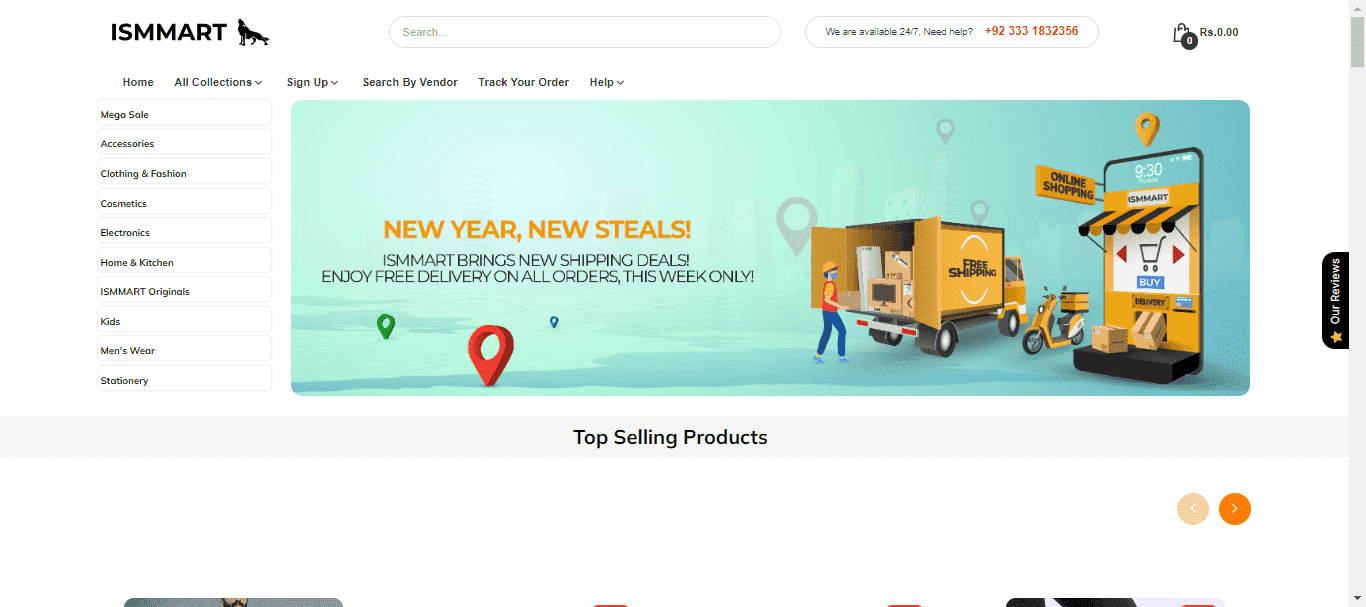 ISMMART
Search...
We are available 24/7, Need help? +92 333 1832356
0
Rs.0.00
Home
All Collections
Sign Up
Search By Vendor
Track Your Order
Help
Mega Sale
Accessories
Clothing & Fashion
Cosmetics
Electronics
Home & Kitchen
ISMMART Originals
Kids
Men's Wear
Stationery
NEW YEAR, NEW STEALS!
ISMMART BRINGS NEW SHIPPING DEALS!
ENJOY FREE DELIVERY ON ALL ORDERS, THIS WEEK ONLY!
FREE
SHIPPING
ONLINE
SHOPPING
9:30
ISMMART
BUY
DELIVERY
Our Reviews
Top Selling Products